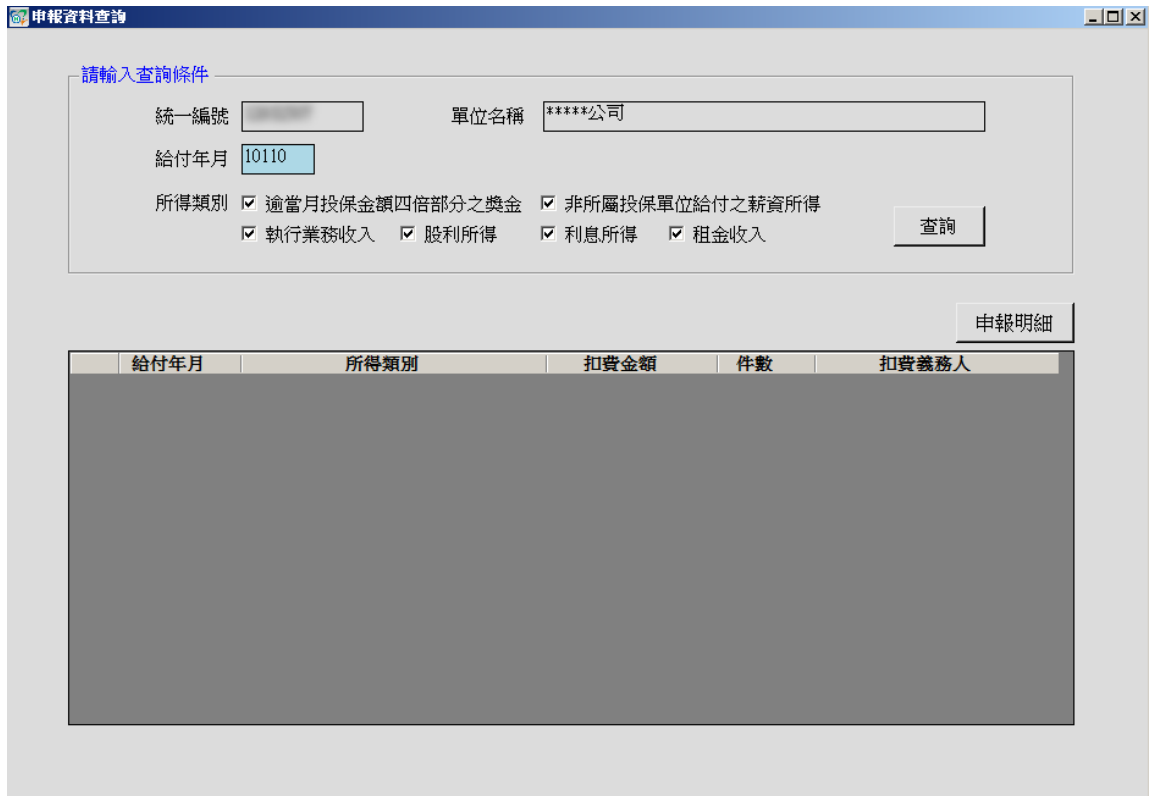 申報資料查詢
請輸入查詢條件
統一編號 單位名稱 *****公司
給付年月 10110
所得類別 逾當月投保金額四倍部分之獎金 非所屬投保單位給付之薪資所得
執行業務收入 股利所得 利息所得 租金收入 查詢
申報明細
給付年月 所得類別 扣費金額 件數 扣費義務人